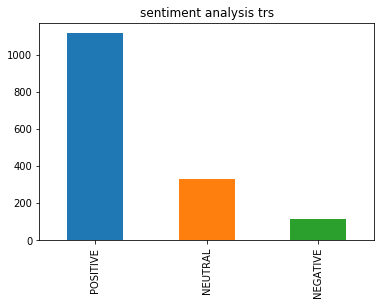 sentiment analysis trs
1000
800
600
400
200
0
POSITIVE
NEUTRAL
NEGATIVE